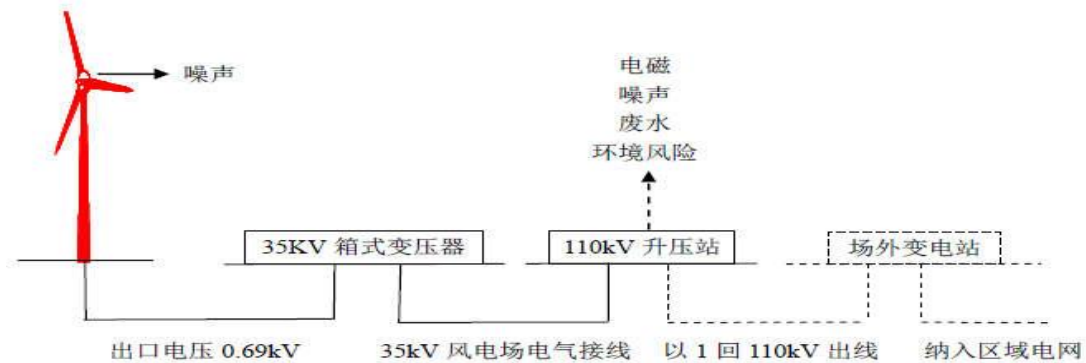 噪声
电磁
噪声
废水
环境风险
35KV 箱式变压器
110kV 升压站
场外变电站
出口电压 0.69kV
35kV 风电场电气接线
以 1 回 110kV 出线
纳入区域电网